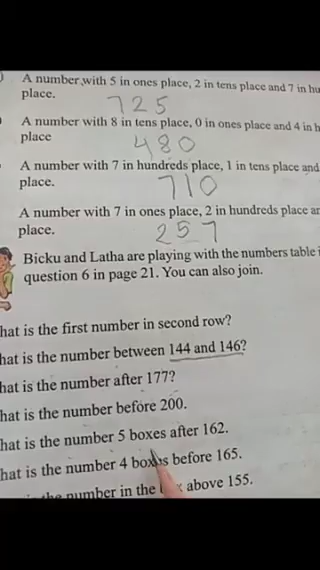 A number with 5 in ones place, 2 in tens place and 7 in hu
place.
725
A number with 8 in tens place, 0 in ones place and 4 in h
place
480
A number with 7 in hundreds place, 1 in tens place and
place.
710
A number with 7 in ones place, 2 in hundreds place ar
place.
257
Bicku and Latha are playing with the numbers table i
question 6 in page 21. You can also join.
hat is the first number in second row?
hat is the number between 144 and 146?
hat is the number after 177?
hat is the number before 200.
hat is the number 5 boxes after 162.
hat is the number 4 boxes before 165.
the number in the above 155.